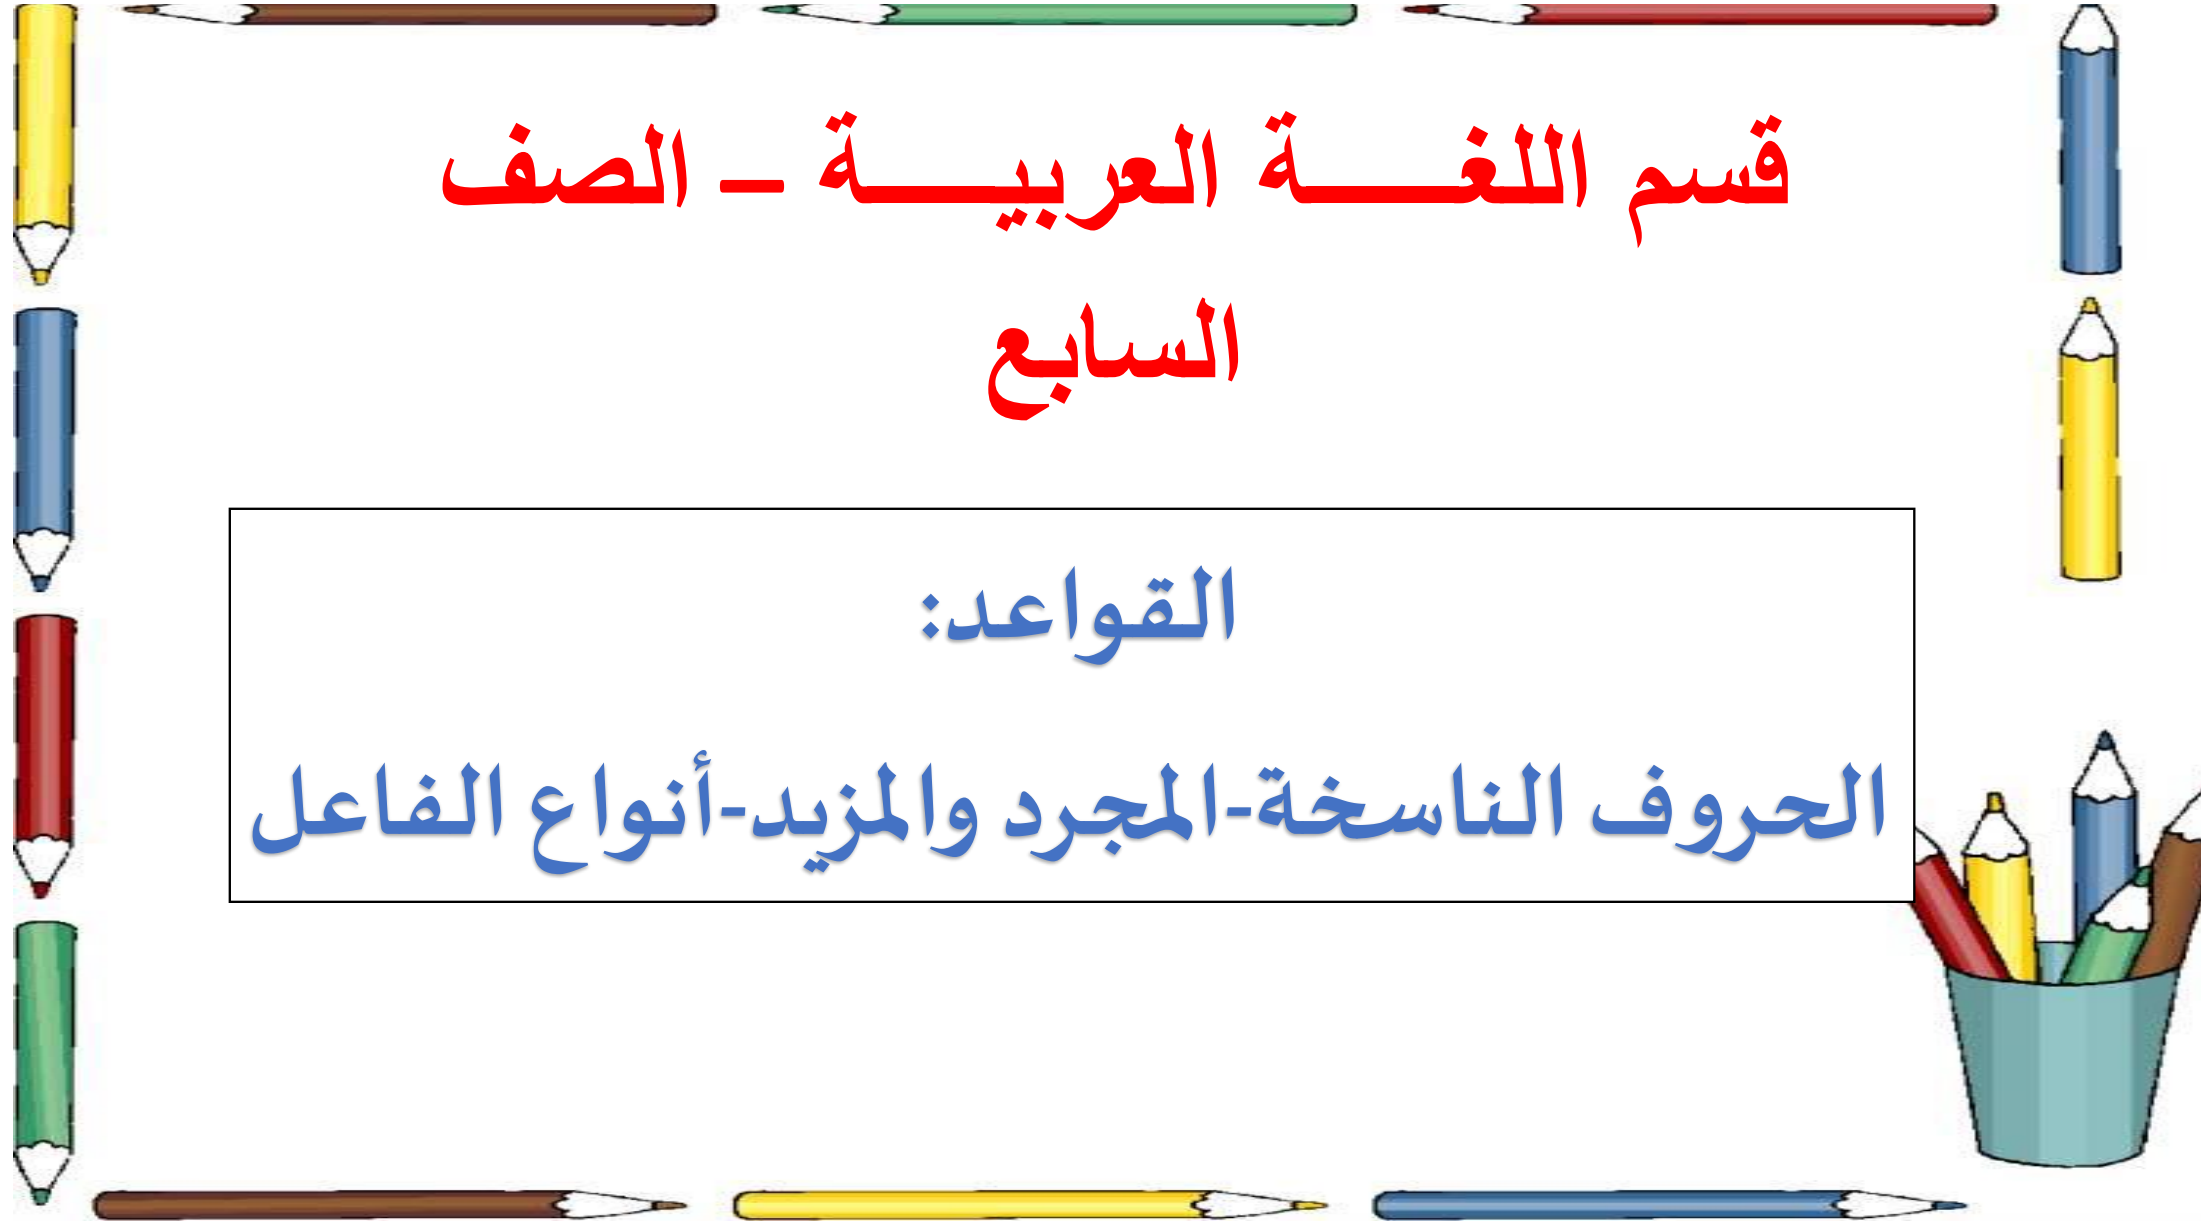 قسم اللغـــــة العربيـــــة – الصف
السابع
القواعد:
الحروف الناسخة-المجرد والمزيد-أنواع الفاعل